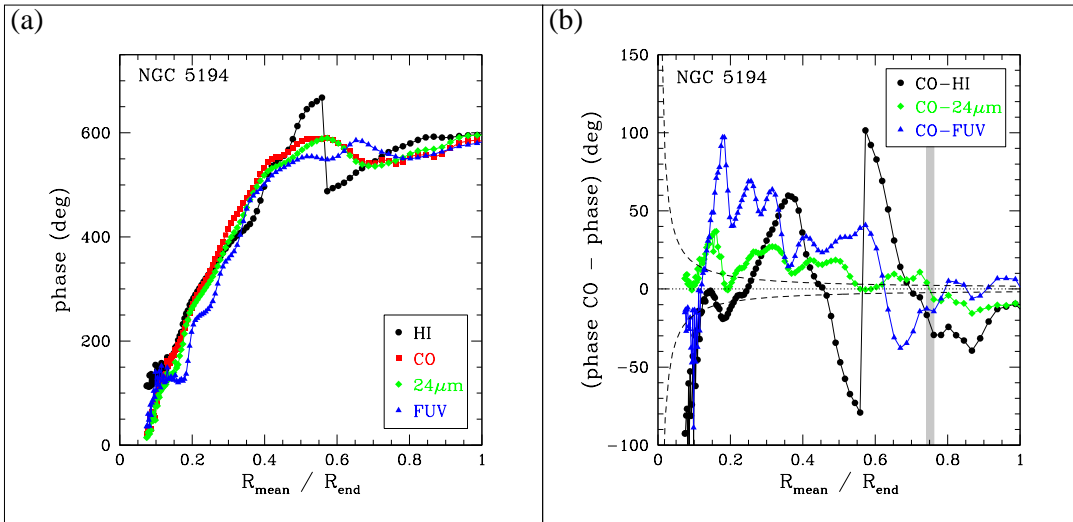 (a)
NGC 5194
phase (deg)
600
400
200
0
HI
CO
24μm
FUV
0 0.2 0.4 0.6 0.8 1
R_mean / R_end
(b)
NGC 5194
(phase CO − phase) (deg)
150
100
50
0
−50
−100
CO−HI
CO−24μm
CO−FUV
0 0.2 0.4 0.6 0.8 1
R_mean / R_end